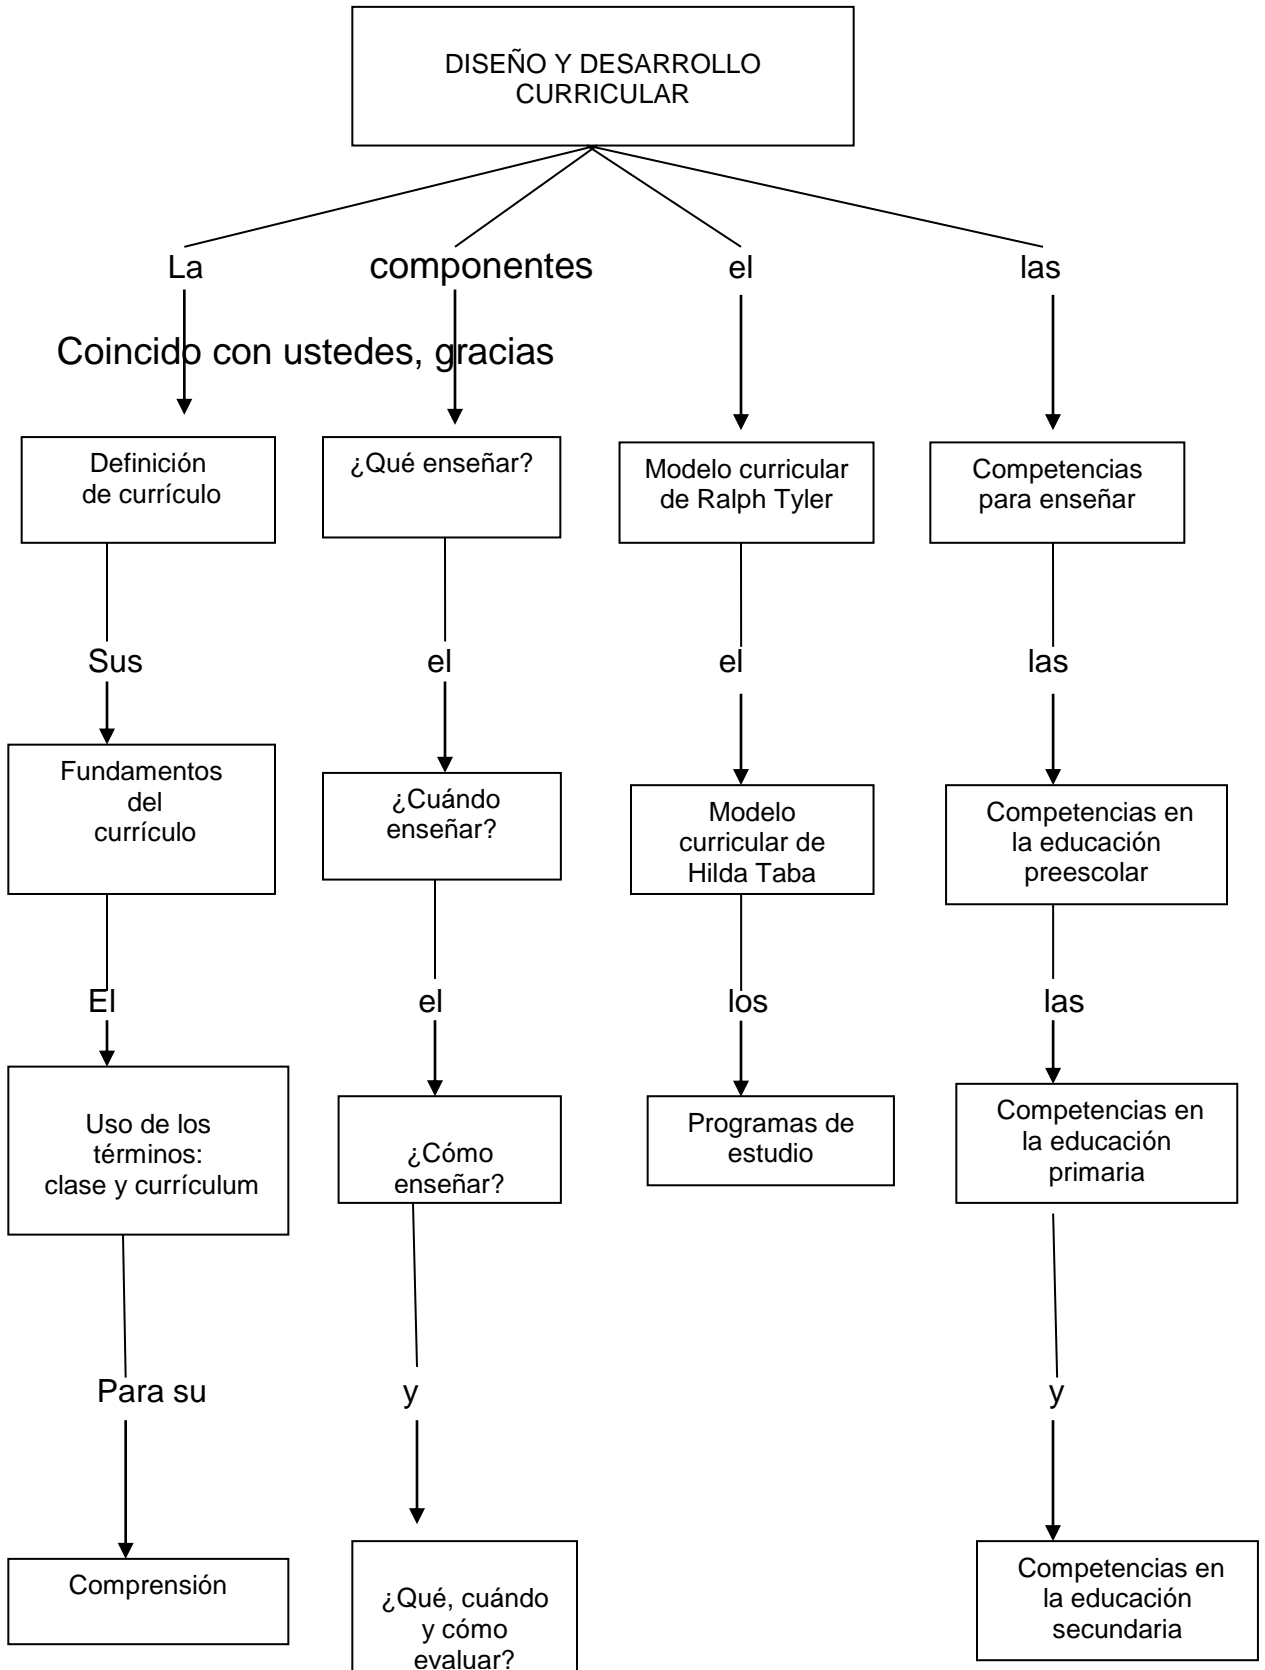 DISEÑO Y DESARROLLO
CURRICULAR
La
componentes
el
las
Coincido con ustedes, gracias
Definición
de currículo
¿Qué enseñar?
Modelo curricular
de Ralph Tyler
Competencias
para enseñar
Sus
el
el
las
Fundamentos
del
currículo
¿Cuándo
enseñar?
Modelo
curricular de
Hilda Taba
Competencias en
la educación
preescolar
El
el
los
las
Uso de los
términos:
clase y currículum
¿Cómo
enseñar?
Programas de
estudio
Competencias en
la educación
primaria
Para su
y
y
Comprensión
¿Qué, cuándo
y cómo
evaluar?
Competencias en
la educación
secundaria